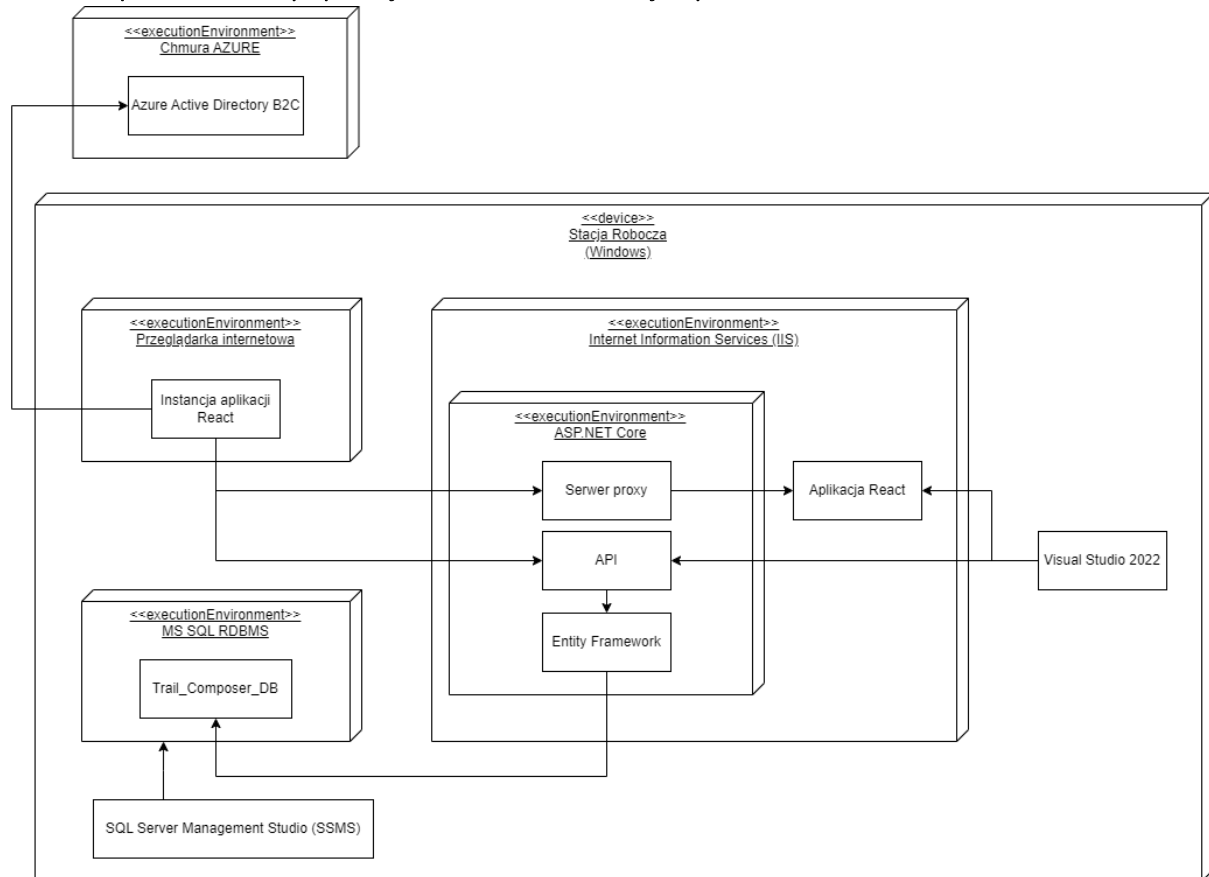 <<executionEnvironment>>
Chmura AZURE
Azure Active Directory B2C
<<device>>
Stacja Robocza
(Windows)
<<executionEnvironment>>
Przeglądarka internetowa
Instancja aplikacji
React
<<executionEnvironment>>
Internet Information Services (IIS)
<<executionEnvironment>>
ASP.NET Core
Serwer proxy
Aplikacja React
API
Visual Studio 2022
Entity Framework
<<executionEnvironment>>
MS SQL RDBMS
Trail_Composer_DB
SQL Server Management Studio (SSMS)